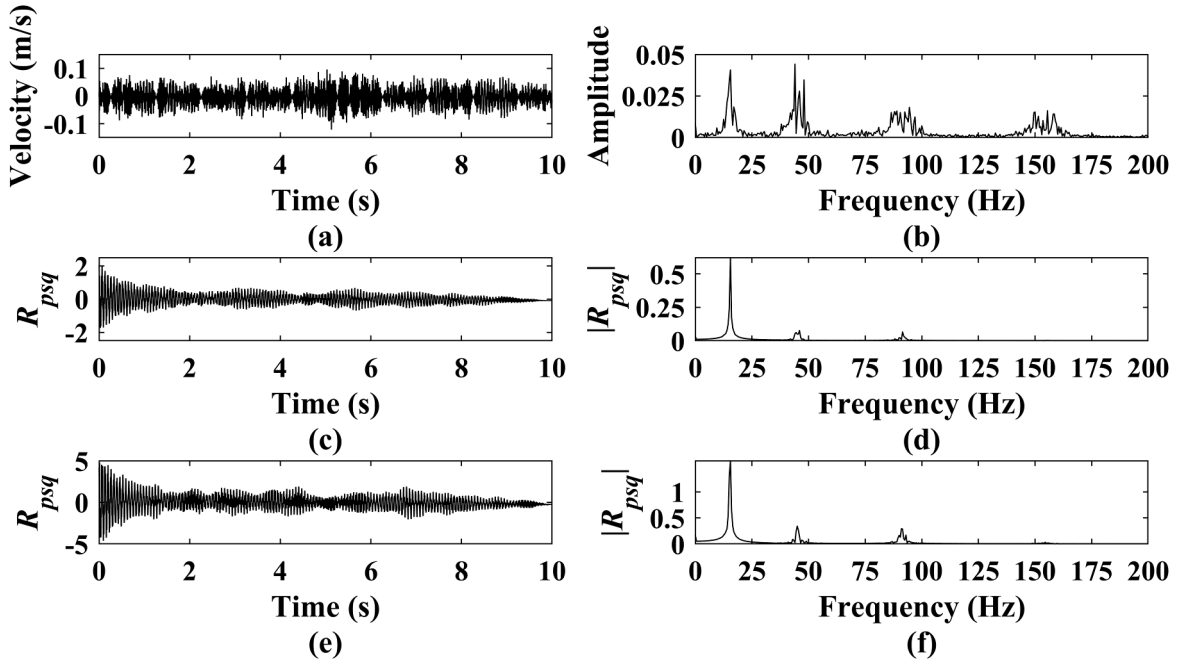 Velocity (m/s)
0.1
0
-0.1
0 2 4 6 8 10
Time (s)
(a)
Amplitude
0.05
0.025
0
0 25 50 75 100 125 150 175 200
Frequency (Hz)
(b)
R_psq
2
0
-2
0 2 4 6 8 10
Time (s)
(c)
|R_psq|
0.5
0.25
0
0 25 50 75 100 125 150 175 200
Frequency (Hz)
(d)
R_psq
5
0
-5
0 2 4 6 8 10
Time (s)
(e)
|R_psq|
1
0.5
0
0 25 50 75 100 125 150 175 200
Frequency (Hz)
(f)